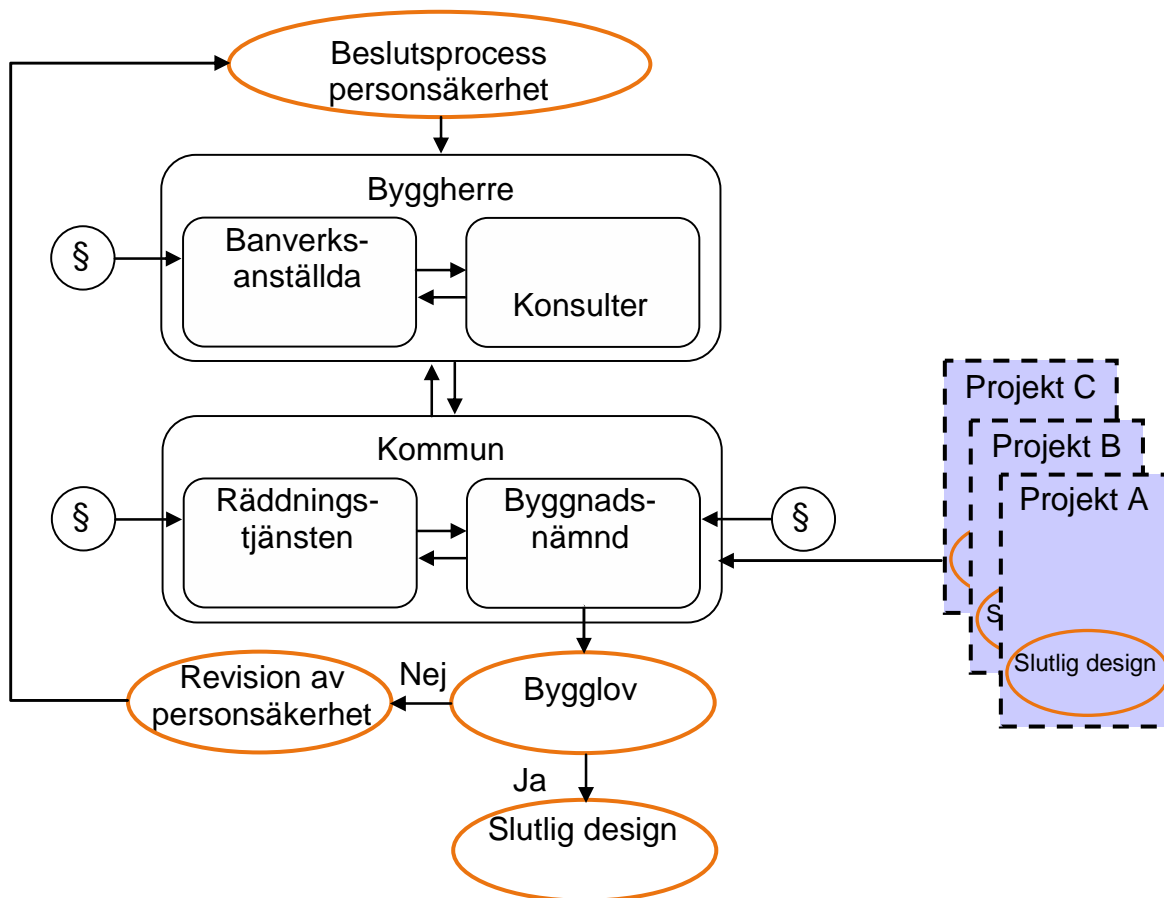 Beslutsprocess
personsäkerhet
Byggherre
§
Banverks-
anställda
Konsulter
Kommun
§
Räddnings-
tjänsten
Byggnads-
nämnd
§
Projekt C
Projekt B
S
Projekt A
Slutlig design
Revision av
personsäkerhet
Nej
Bygglov
Ja
Slutlig design